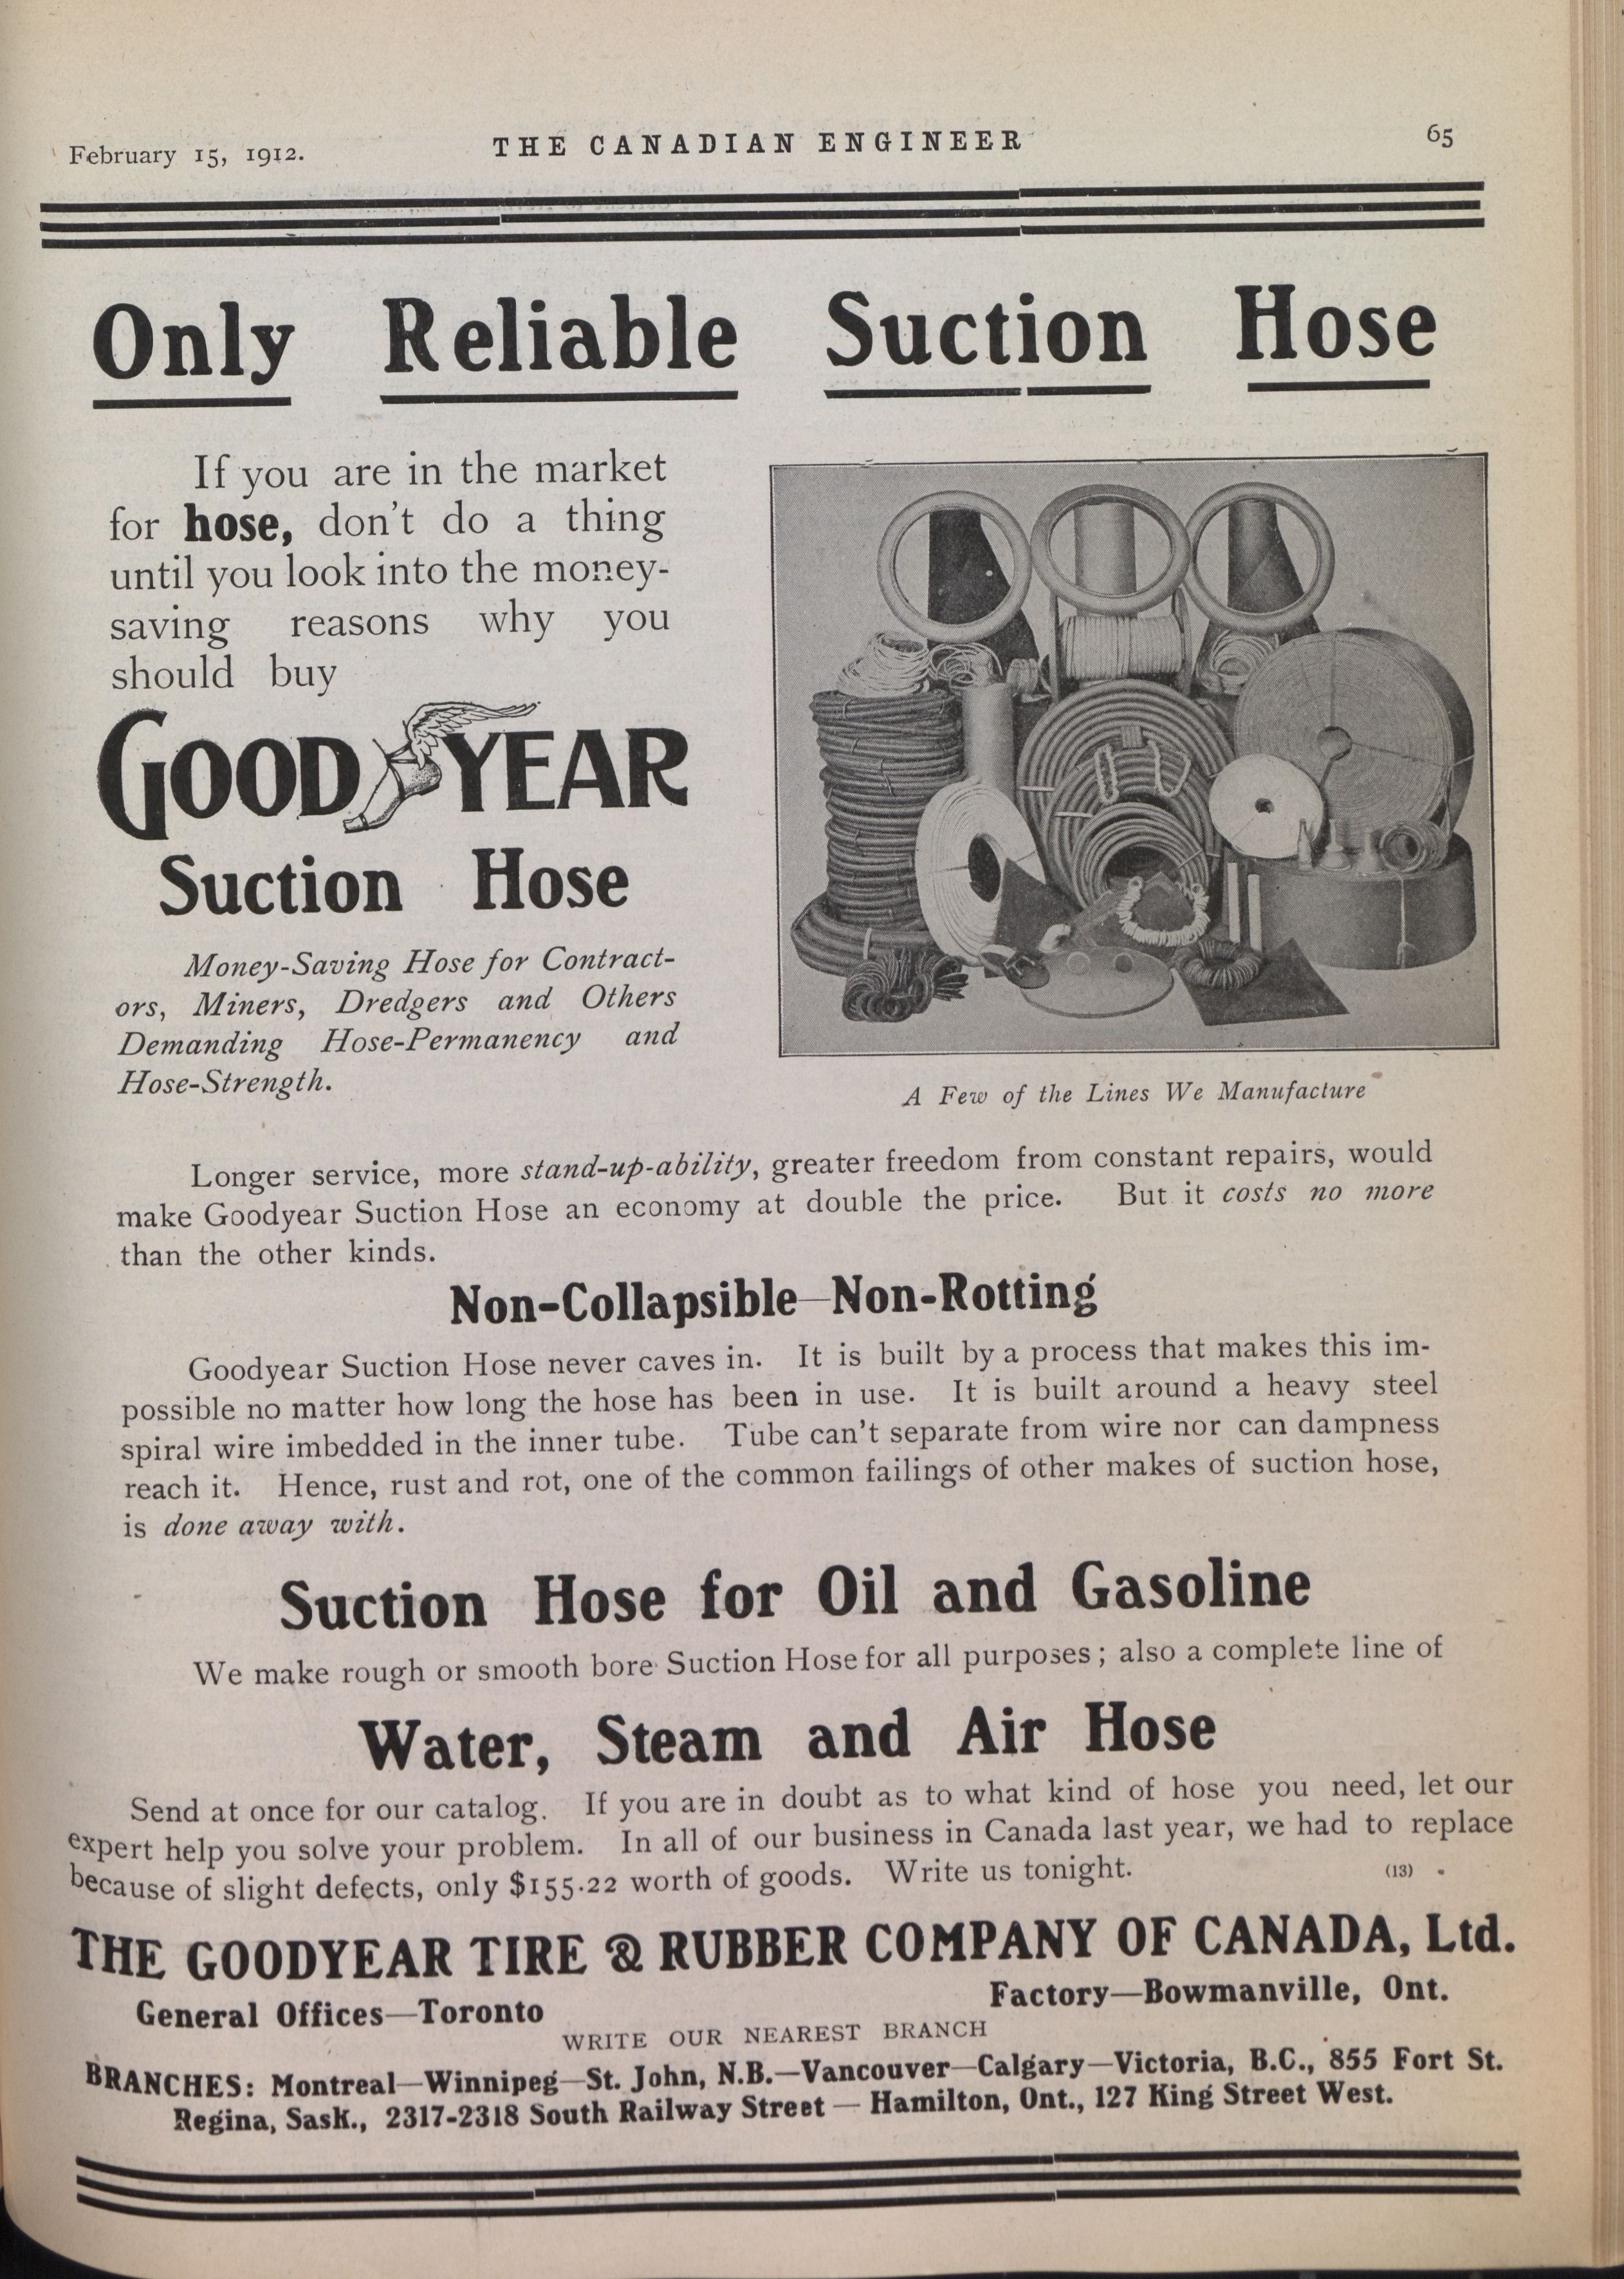 February 15, 1912.
THE CANADIAN ENGINEER
65
Only Reliable Suction Hose
If you are in the market
for hose, don't do a thing
until you look into the money-
saving reasons why you
should buy
GOODYEAR
Suction Hose
Money-Saving Hose for Contract-
ors, Miners, Dredgers and Others
Demanding Hose-Permanency and
Hose-Strength.
A Few of the Lines We Manufacture
Longer service, more stand-up-ability, greater freedom from constant repairs, would
make Goodyear Suction Hose an economy at double the price. But it costs no more
than the other kinds.
Non-Collapsible—Non-Rotting
Goodyear Suction Hose never caves in. It is built by a process that makes this im-
possible no matter how long the hose has been in use. It is built around a heavy steel
spiral wire imbedded in the inner tube. Tube can't separate from wire nor can dampness
reach it. Hence, rust and rot, one of the common failings of other makes of suction hose,
is done away with.
Suction Hose for Oil and Gasoline
We make rough or smooth bore Suction Hose for all purposes; also a complete line of
Water, Steam and Air Hose
Send at once for our catalog. If you are in doubt as to what kind of hose you need, let our
expert help you solve your problem. In all of our business in Canada last year, we had to replace
because of slight defects, only $155.22 worth of goods. Write us tonight. (13)
THE GOODYEAR TIRE & RUBBER COMPANY OF CANADA, Ltd.
General Offices—Toronto
Factory—Bowmanville, Ont.
WRITE OUR NEAREST BRANCH
BRANCHES: Montreal—Winnipeg—St. John, N.B.—Vancouver—Calgary—Victoria, B.C., 855 Fort St.
Regina, Sask., 2317-2318 South Railway Street — Hamilton, Ont., 127 King Street West.